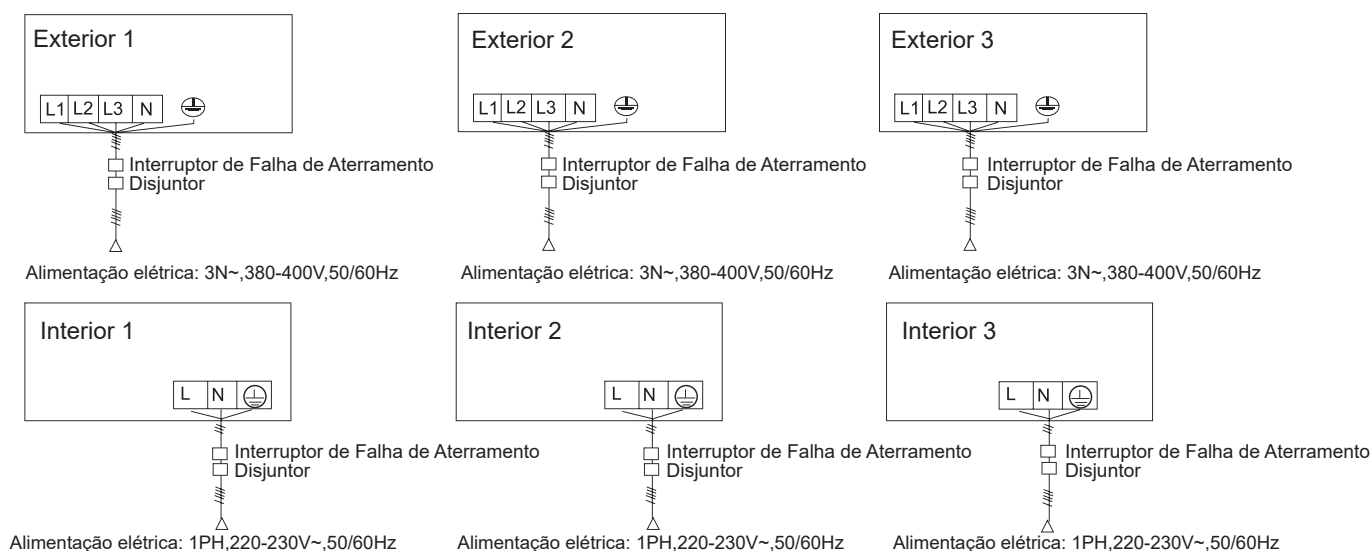 Exterior 1
L1 L2 L3 N
Interruptor de Falha de Aterramento
Disjuntor
Alimentação elétrica: 3N~,380-400V,50/60Hz
Exterior 2
L1 L2 L3 N
Interruptor de Falha de Aterramento
Disjuntor
Alimentação elétrica: 3N~,380-400V,50/60Hz
Exterior 3
L1 L2 L3 N
Interruptor de Falha de Aterramento
Disjuntor
Alimentação elétrica: 3N~,380-400V,50/60Hz
Interior 1
L N
Interruptor de Falha de Aterramento
Disjuntor
Alimentação elétrica: 1PH,220-230V~,50/60Hz
Interior 2
L N
Interruptor de Falha de Aterramento
Disjuntor
Alimentação elétrica: 1PH,220-230V~,50/60Hz
Interior 3
L N
Interruptor de Falha de Aterramento
Disjuntor
Alimentação elétrica: 1PH,220-230V~,50/60Hz